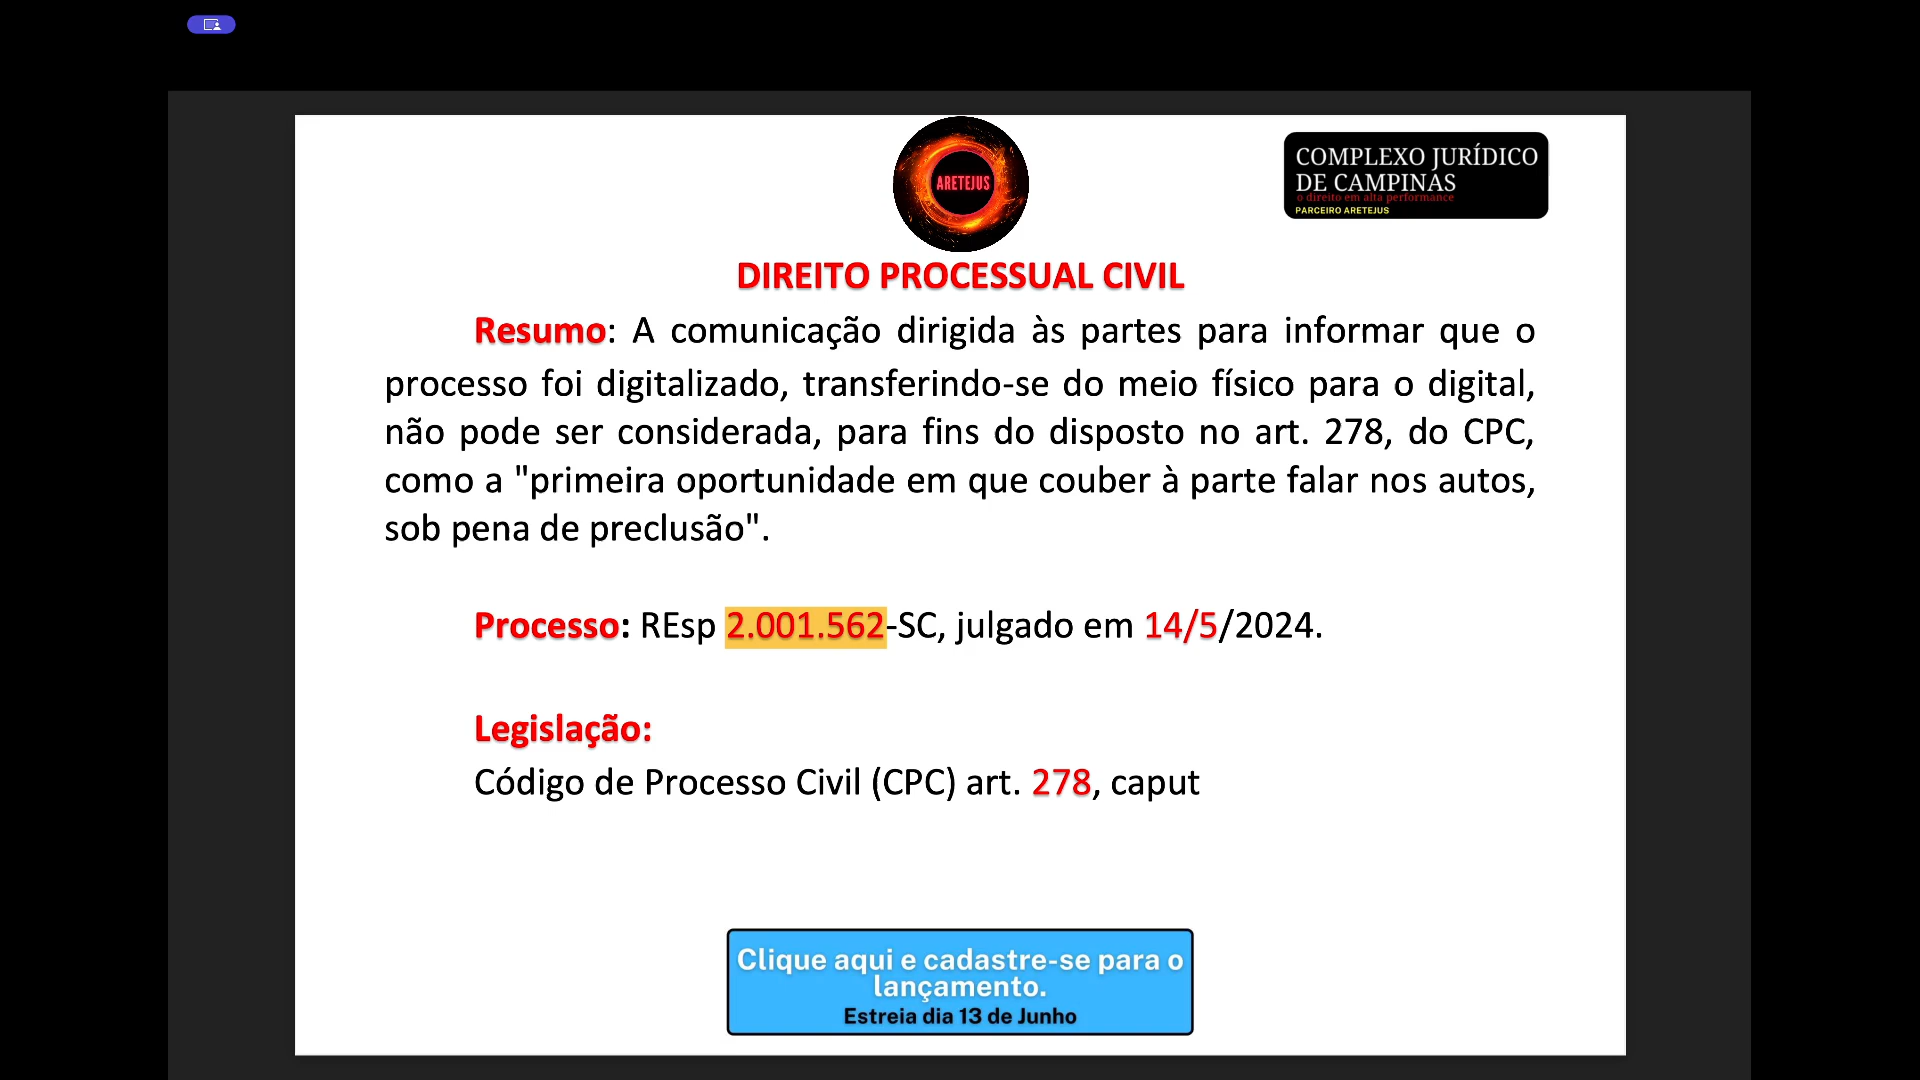 ARETEJUS
COMPLEXO JURÍDICO
DE CAMPINAS
o direito em alta performance
PARCEIRO ARETEJUS
DIREITO PROCESSUAL CIVIL
Resumo: A comunicação dirigida às partes para informar que o
processo foi digitalizado, transferindo-se do meio físico para o digital,
não pode ser considerada, para fins do disposto no art. 278, do CPC,
como a "primeira oportunidade em que couber à parte falar nos autos,
sob pena de preclusão".
Processo: REsp 2.001.562-SC, julgado em 14/5/2024.
Legislação:
Código de Processo Civil (CPC) art. 278, caput
Clique aqui e cadastre-se para o
lançamento.
Estreia dia 13 de Junho